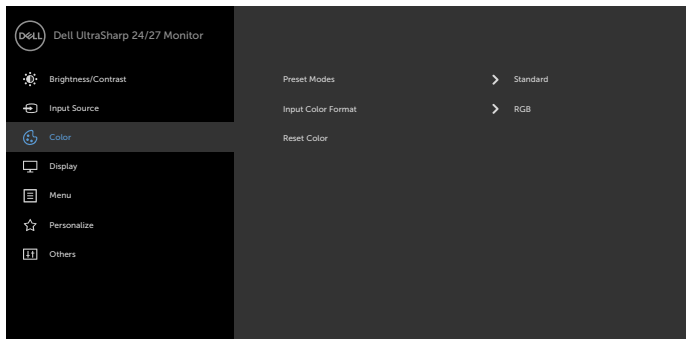 DELL
Dell UltraSharp 24/27 Monitor
Brightness/Contrast
Preset Modes Standard
Input Source
Input Color Format RGB
Color
Reset Color
Display
Menu
Personalize
Others